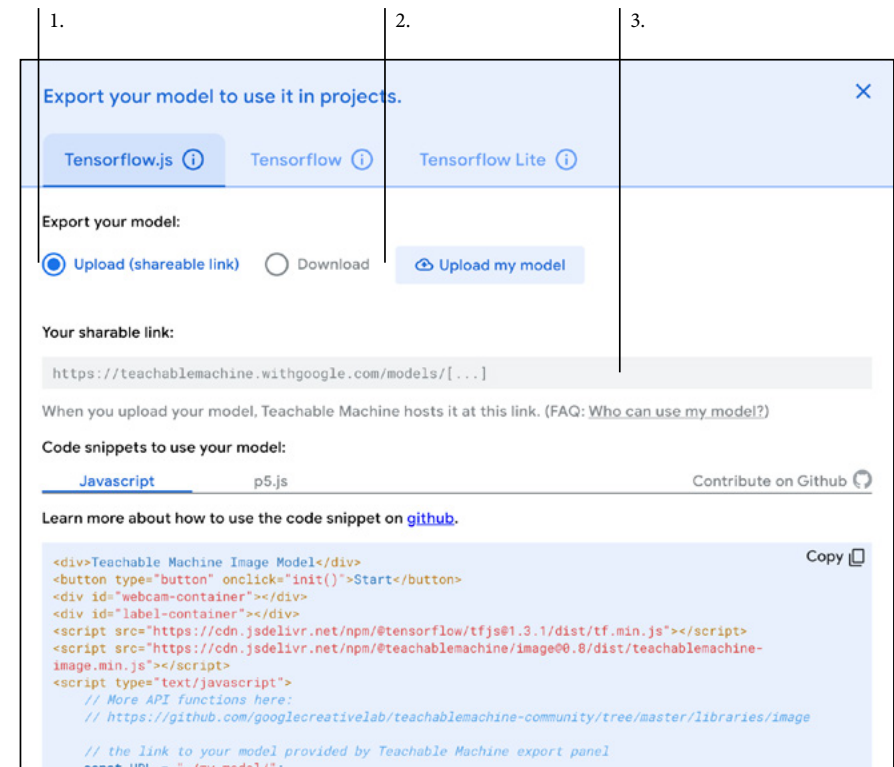 1.
2.
3.
Export your model to use it in projects.
Tensorflow.js
Tensorflow
Tensorflow Lite
Export your model:
Upload (shareable link)
Download
Upload my model
Your sharable link:
https://teachablemachine.withgoogle.com/models/[...]
When you upload your model, Teachable Machine hosts it at this link. (FAQ: Who can use my model?)
Code snippets to use your model:
Javascript
p5.js
Contribute on Github
Learn more about how to use the code snippet on github.
Copy
<div>Teachable Machine Image Model</div>
<button type="button" onclick="init()">Start</button>
<div id="webcam-container"></div>
<div id="label-container"></div>
<script src="https://cdn.jsdelivr.net/npm/@tensorflow/tfjs@1.3.1/dist/tf.min.js"></script>
<script src="https://cdn.jsdelivr.net/npm/@teachablemachine/image@0.8/dist/teachablemachine-
image.min.js"></script>
<script type="text/javascript">
// More API functions here:
// https://github.com/googlecreativelab/teachablemachine-community/tree/master/libraries/image
// the link to your model provided by Teachable Machine export panel